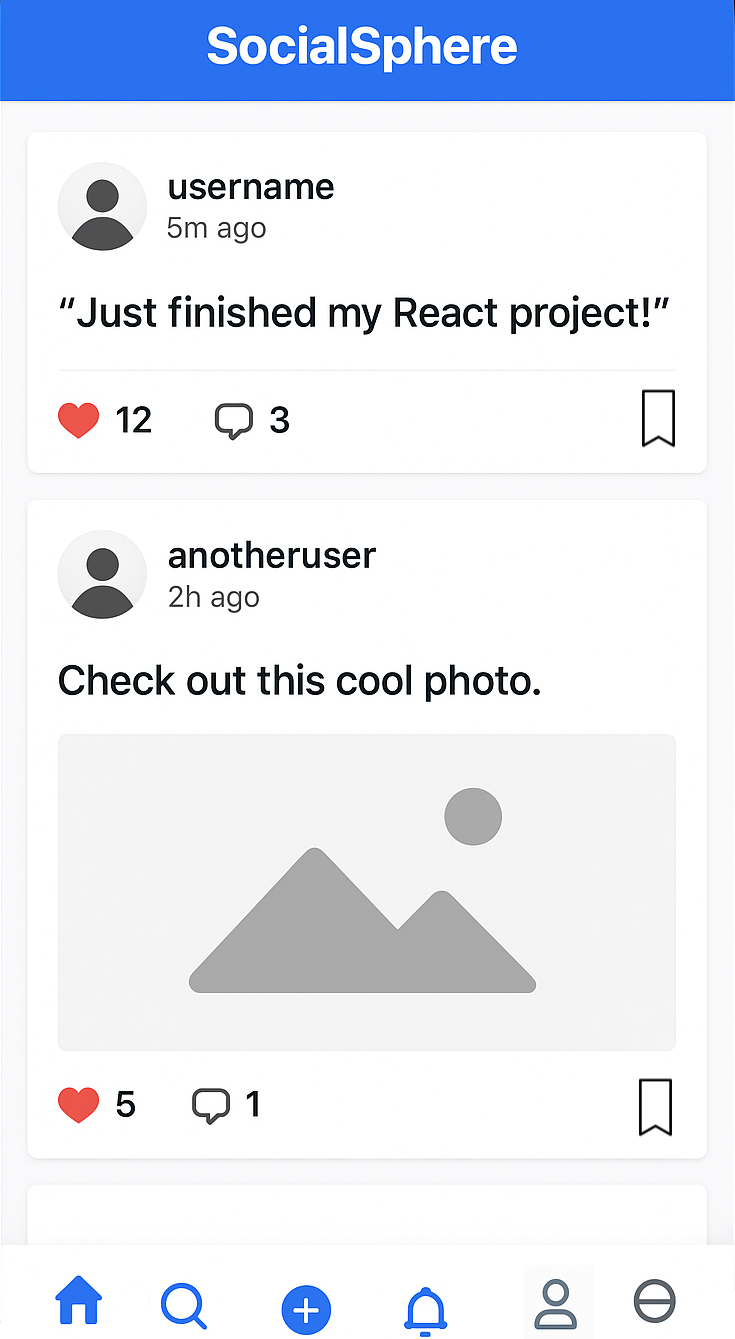 SocialSphere
username
5m ago
“Just finished my React project!”
12
3
anotheruser
2h ago
Check out this cool photo.
5
1